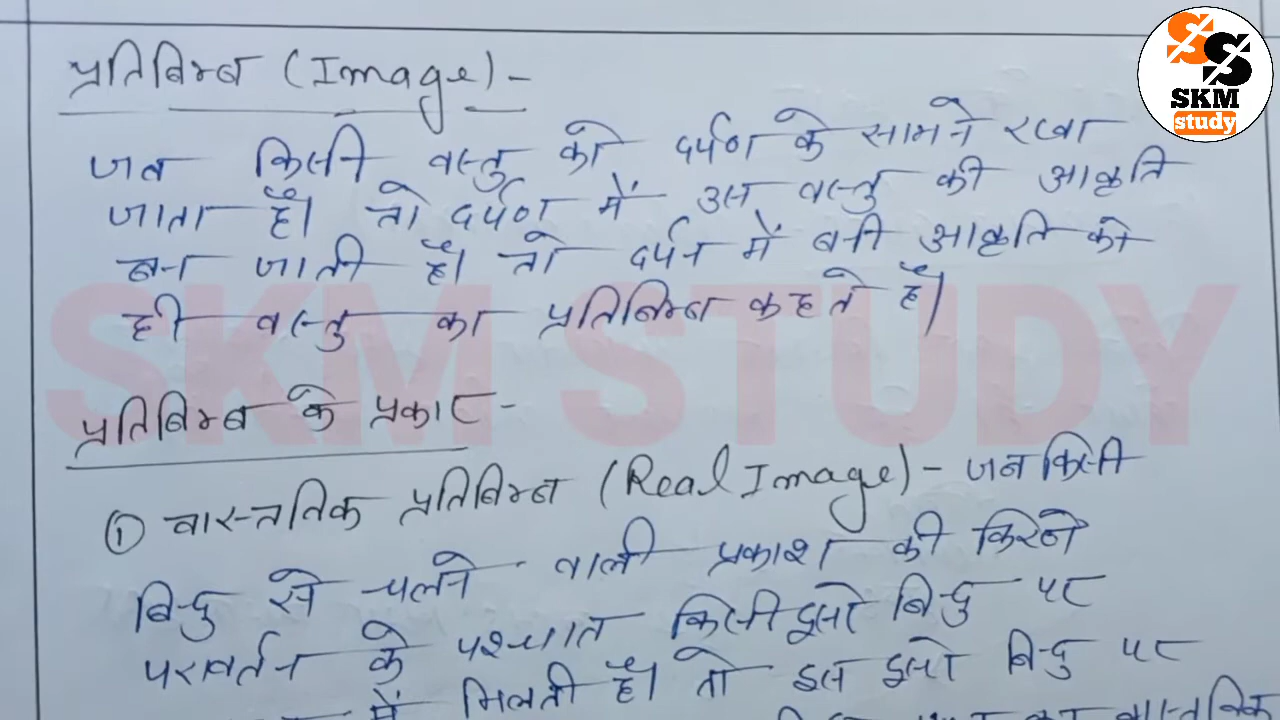 SKM
study
प्रतिबिम्ब (Image) -
जब किसी वस्तु को दर्पण के सामने रखा
जाता है। तो दर्पण में उस वस्तु की आकृति
बन जाती है। तो दर्पन में बनी आकृति को
ही वस्तु का प्रतिबिम्ब कहते हैं।
SKM STUDY
प्रतिबिम्ब के प्रकार -
① वास्तविक प्रतिबिम्ब (Real Image) - जब किसी
बिन्दु से चलने वाली प्रकाश की किरने
परावर्तन के पश्चात किसी दूसरे बिन्दु पर
में मिलती है। तो इस दूसरे बिन्दु पर
वास्तविक